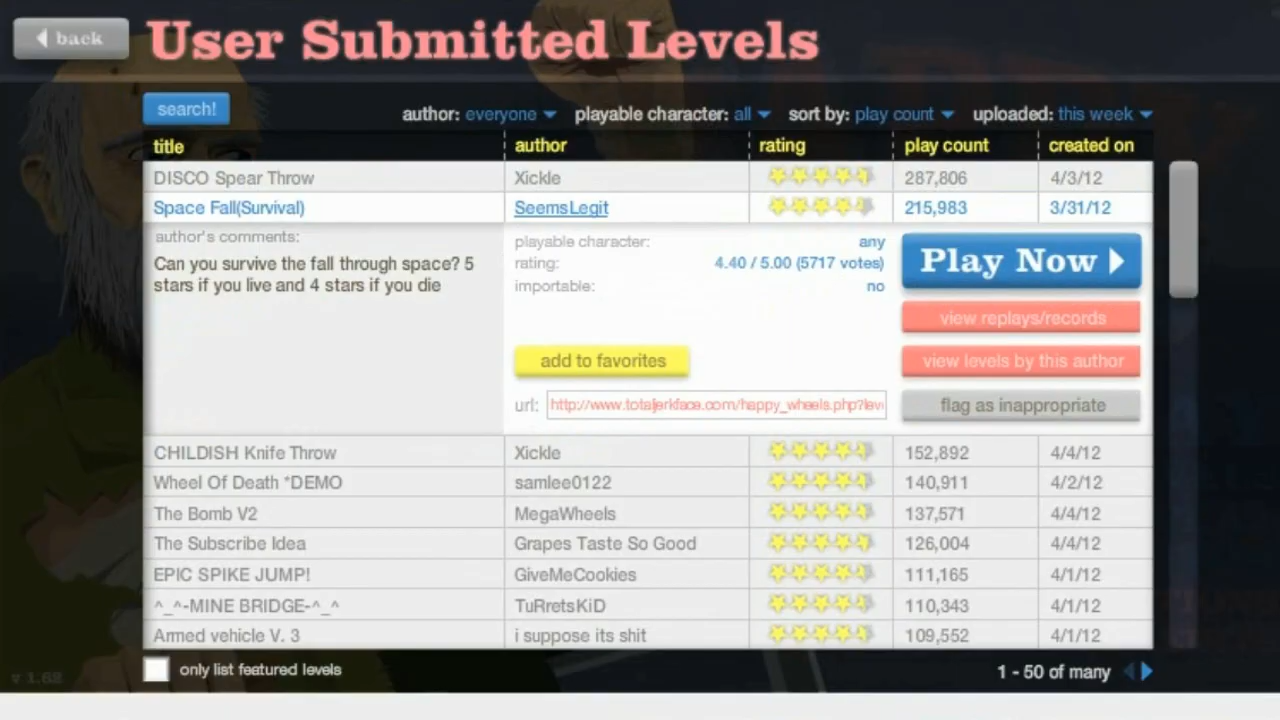 back
User Submitted Levels
search!
author: everyone playable character: all sort by: play count uploaded: this week
title author rating play count created on
DISCO Spear Throw Xickle 287,806 4/3/12
Space Fall(Survival) SeemsLegit 215,983 3/31/12
author's comments:
Can you survive the fall through space? 5
stars if you live and 4 stars if you die
playable character: any
rating: 4.40 / 5.00 (5717 votes)
importable: no
add to favorites
url: http://www.totaljerkface.com/happy_wheels.php?levi
Play Now
view replays/records
view levels by this author
flag as inappropriate
CHILDISH Knife Throw Xickle 152,892 4/4/12
Wheel Of Death *DEMO samlee0122 140,911 4/2/12
The Bomb V2 MegaWheels 137,571 4/4/12
The Subscribe Idea Grapes Taste So Good 126,004 4/4/12
EPIC SPIKE JUMP! GiveMeCookies 111,165 4/1/12
^_^-MINE BRIDGE-^_^ TuRretsKiD 110,343 4/1/12
Armed vehicle V. 3 i suppose its shit 109,552 4/1/12
only list featured levels
1 - 50 of many